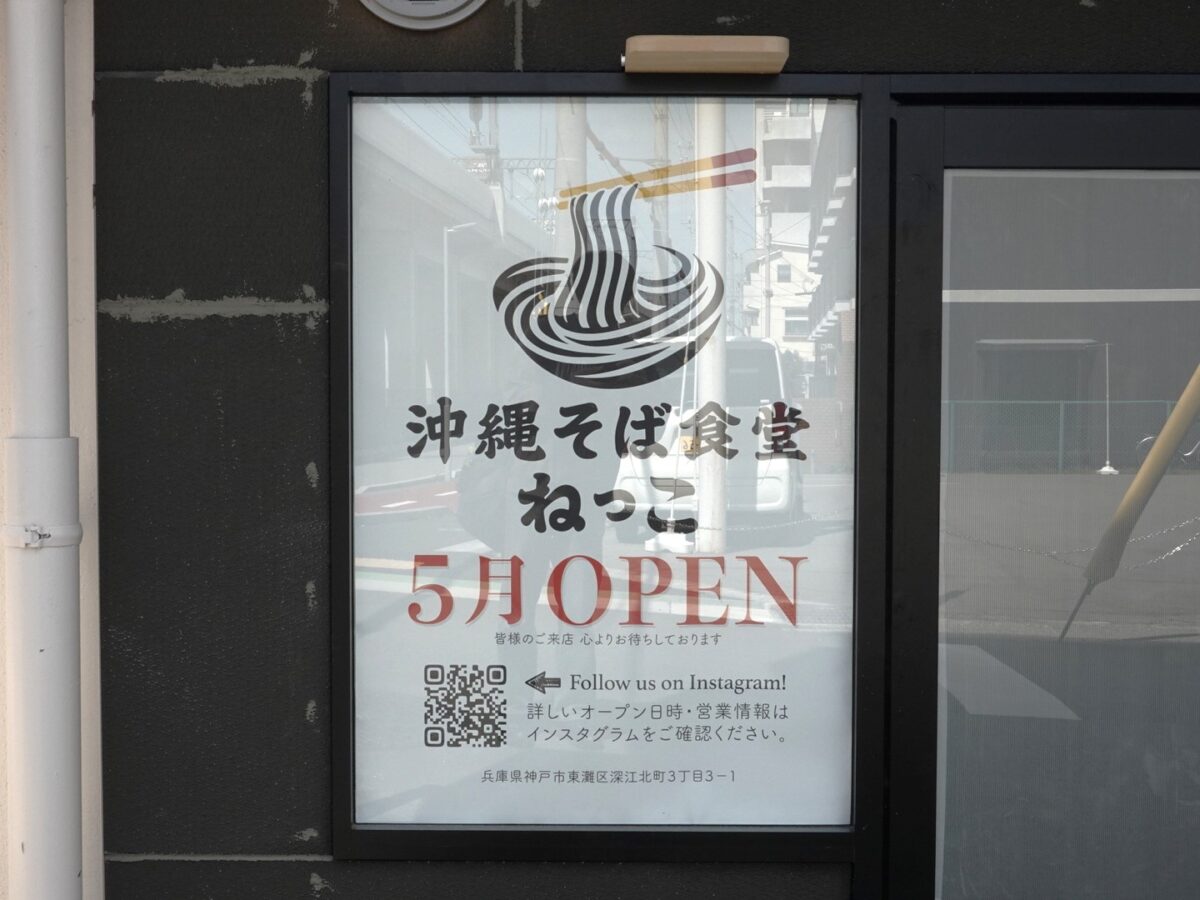 沖縄そば食堂
ねっこ
5月OPEN
皆様のご来店 心よりお待ちしております
Follow us on Instagram!
詳しいオープン日時・営業情報は
インスタグラムをご確認ください。
兵庫県神戸市東灘区深江北町3丁目3−1